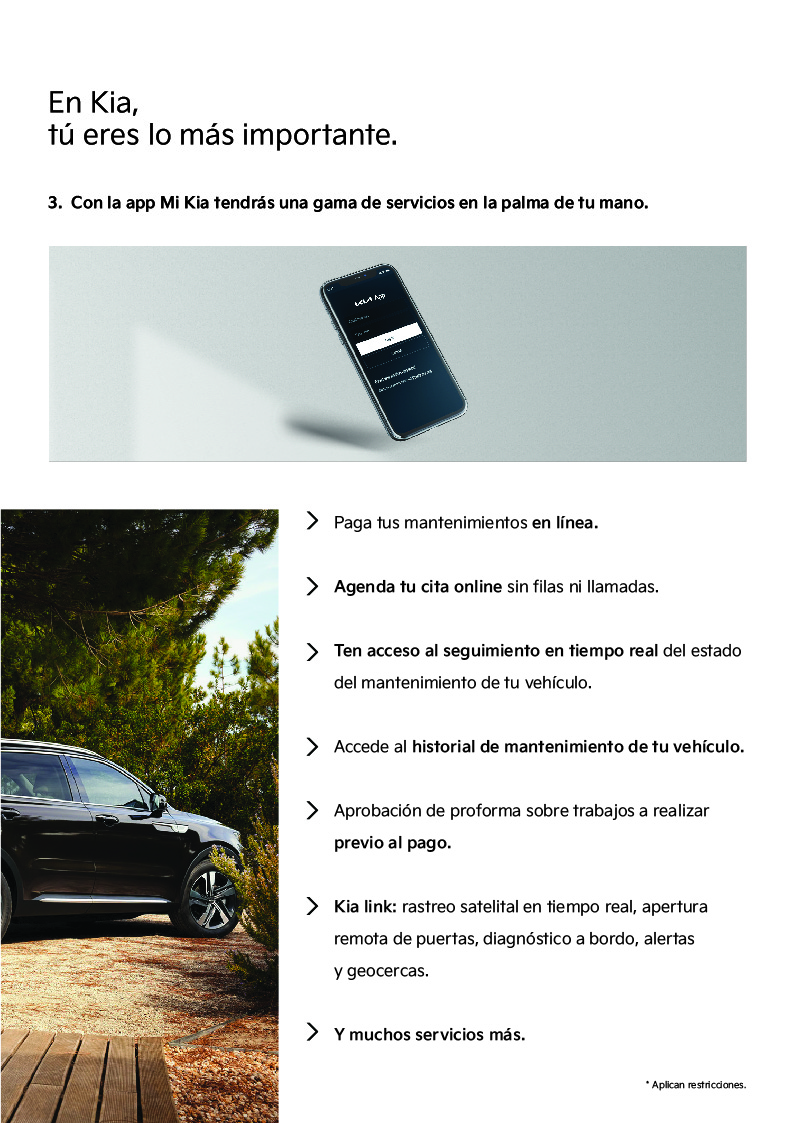 En Kia,
tú eres lo más importante.
3. Con la app Mi Kia tendrás una gama de servicios en la palma de tu mano.
KIA App
Paga tus mantenimientos en línea.
Agenda tu cita online sin filas ni llamadas.
Ten acceso al seguimiento en tiempo real del estado
del mantenimiento de tu vehículo.
Accede al historial de mantenimiento de tu vehículo.
Aprobación de proforma sobre trabajos a realizar
previo al pago.
Kia link: rastreo satelital en tiempo real, apertura
remota de puertas, diagnóstico a bordo, alertas
y geocercas.
Y muchos servicios más.
* Aplican restricciones.